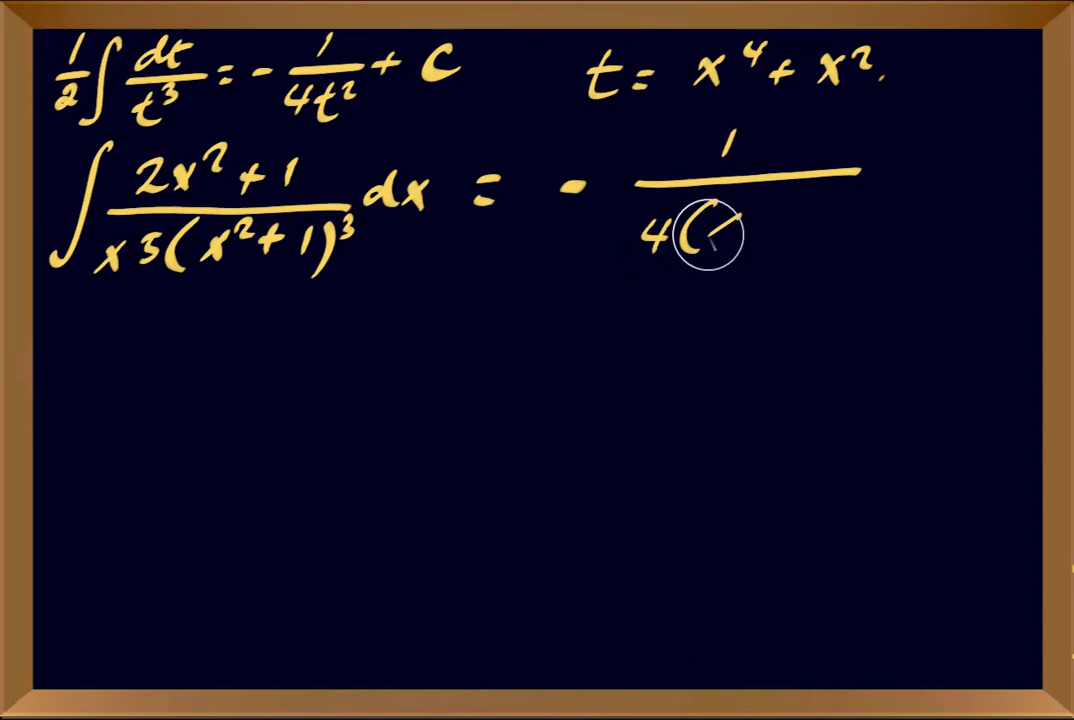 1/2 ∫ dt/t³ = - 1/4t² + C t = x⁴ + x².
∫ 2x² + 1 / x3(x² + 1)³ dx = - 1 / 4(